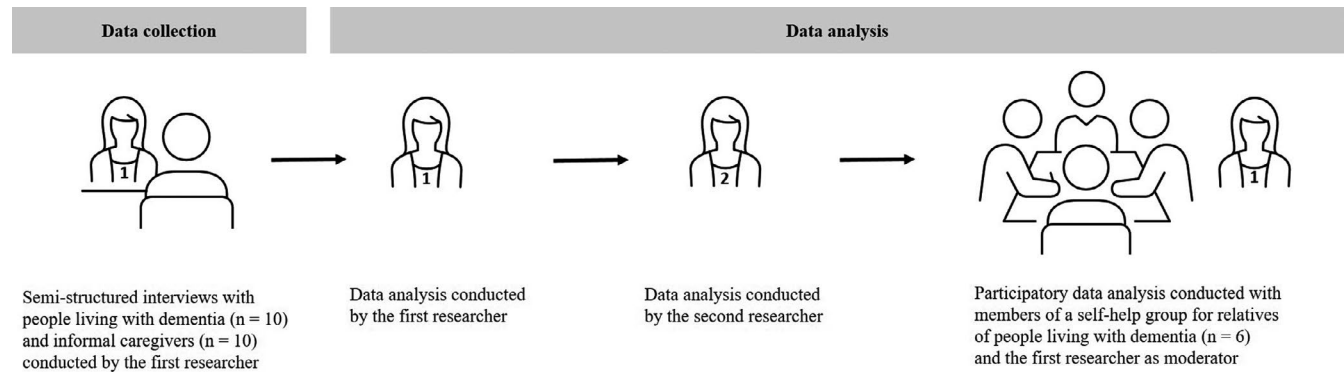 Data collection
Data analysis
1
1
2
1
Semi-structured interviews with
people living with dementia (n = 10)
and informal caregivers (n = 10)
conducted by the first researcher
Data analysis conducted
by the first researcher
Data analysis conducted
by the second researcher
Participatory data analysis conducted with
members of a self-help group for relatives
of people living with dementia (n = 6)
and the first researcher as moderator